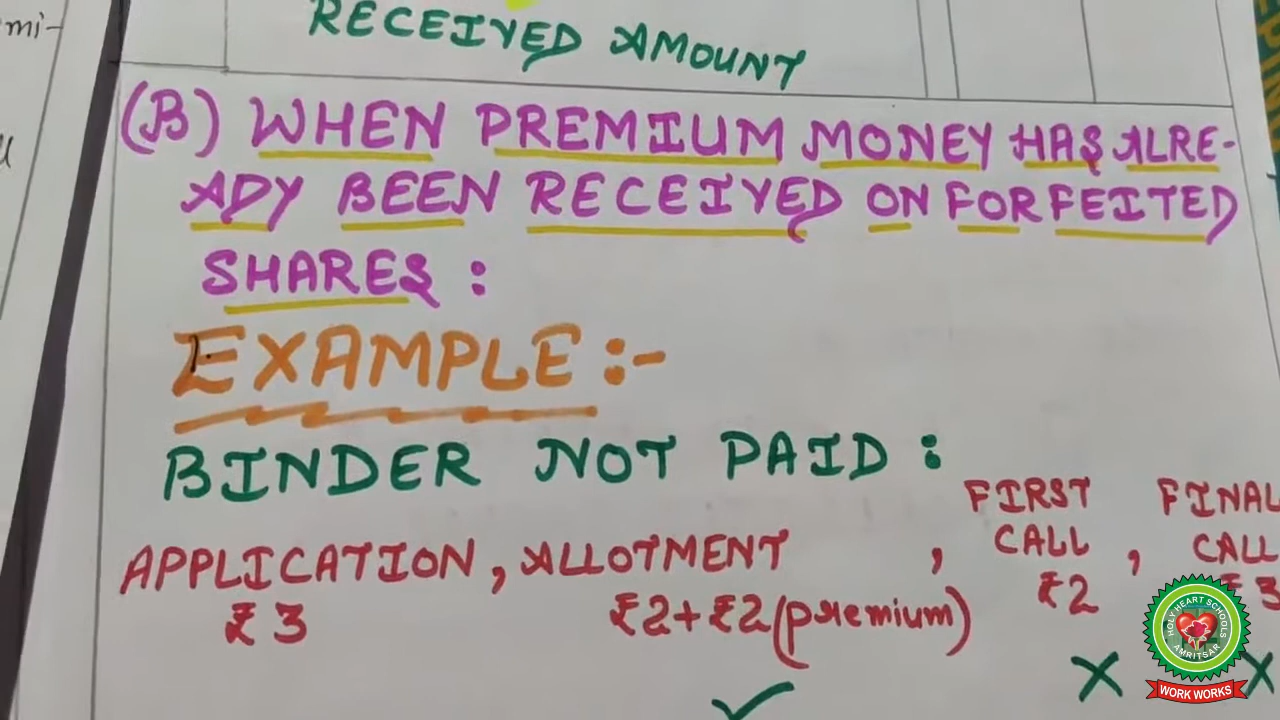 mi-
RECEIVED AMOUNT
(B) WHEN PREMIUM MONEY HAS ALRE-
ADY BEEN RECEIVED ON FORFEITED
SHARES :
EXAMPLE :-
BINDER NOT PAID :
APPLICATION, ALLOTMENT , FIRST CALL , FINAL CALL
₹3 ₹2+₹2(premium) ₹2 ₹3
HOLY HEART SCHOOLS
AMRITSAR
WORK WORKS